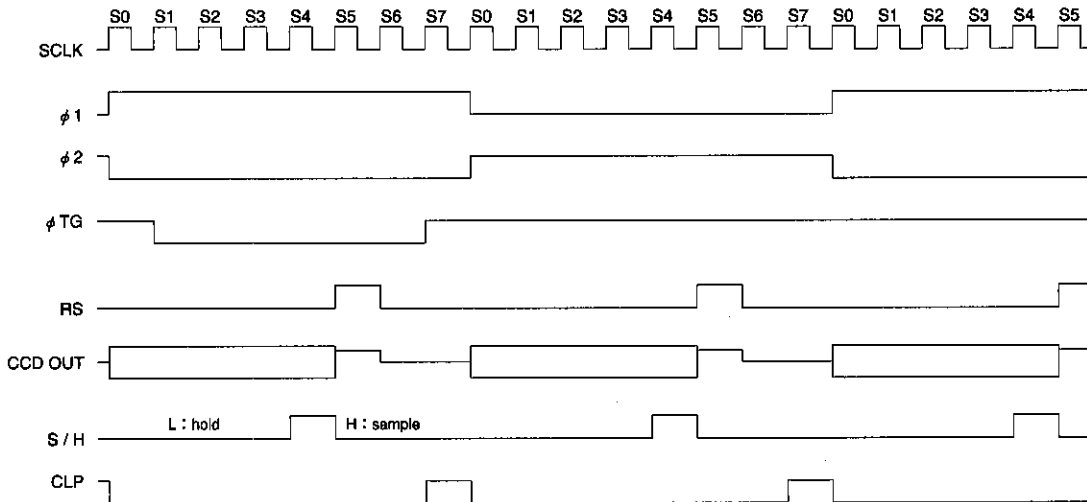 S0 S1 S2 S3 S4 S5 S6 S7 S0 S1 S2 S3 S4 S5 S6 S7 S0 S1 S2 S3 S4 S5
SCLK
φ1
φ2
φTG
RS
CCD OUT
L : hold H : sample
S / H
CLP